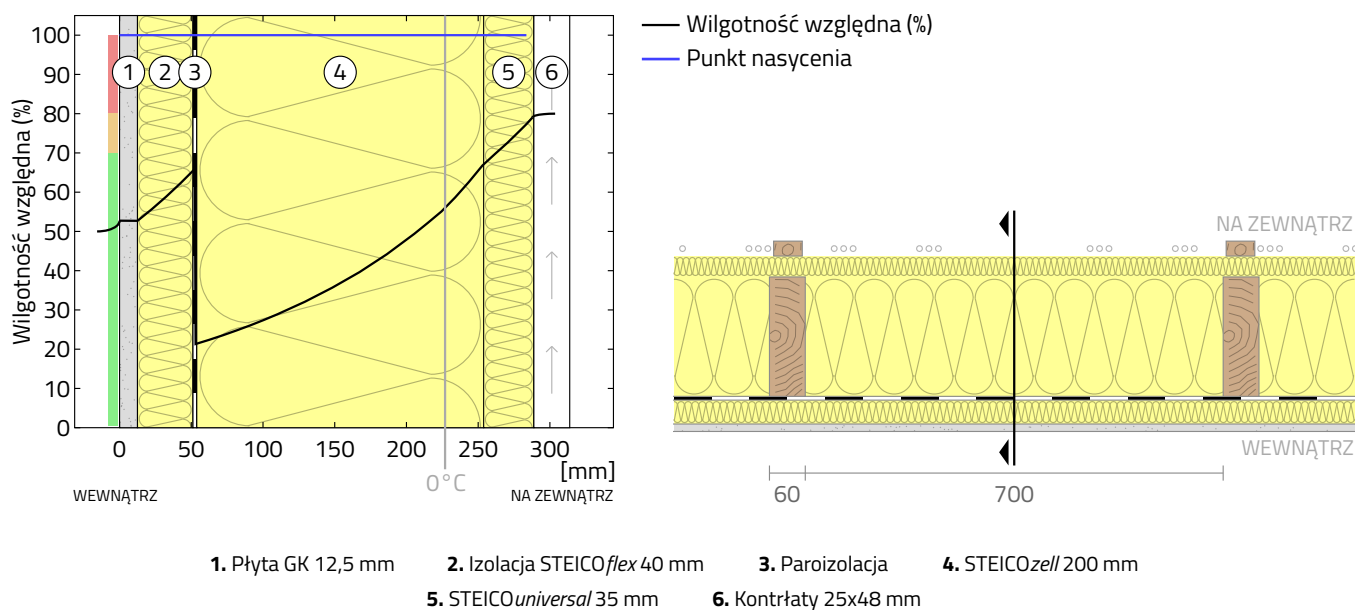 Wilgotność względna (%)
Punkt nasycenia
Wilgotność względna (%)
100
90
80
70
60
50
40
30
20
10
0
1 2 3 4 5 6
0 50 100 150 200 250 300
[mm]
0°C
WEWNĄTRZ NA ZEWNĄTRZ
NA ZEWNĄTRZ
WEWNĄTRZ
60 700
1. Płyta GK 12,5 mm 2. Izolacja STEICOflex 40 mm 3. Paroizolacja 4. STEICOzell 200 mm
5. STEICOuniversal 35 mm 6. Kontrłaty 25x48 mm